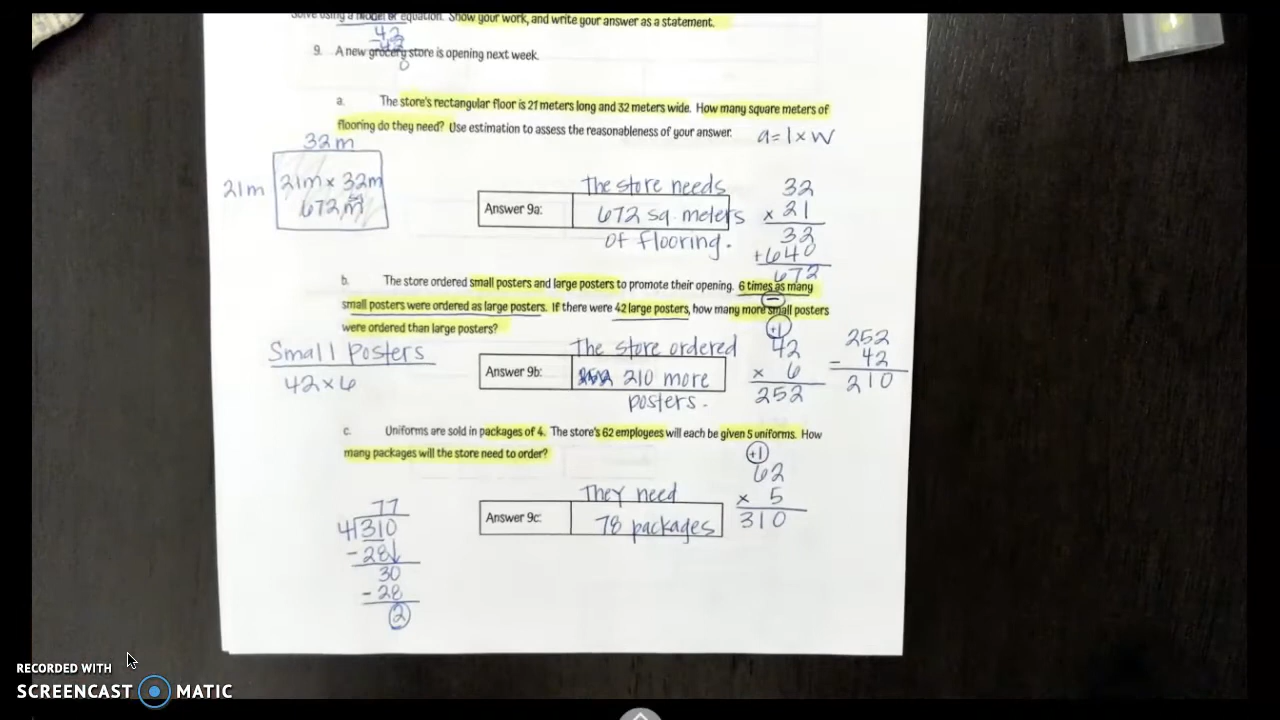 Solve using a model or equation. Show your work, and write your answer as a statement.
42
0
9. A new grocery store is opening next week.
a. The store's rectangular floor is 21 meters long and 32 meters wide. How many square meters of
flooring do they need? Use estimation to assess the reasonableness of your answer.
a = l x w
32m
21m
21m x 32m
672m²
Answer 9a:
The store needs
672 sq. meters
of flooring.
32
x 21
32
+640
672
b. The store ordered small posters and large posters to promote their opening. 6 times as many
small posters were ordered as large posters. If there were 42 large posters, how many more small posters
were ordered than large posters?
Small Posters
42x6
Answer 9b:
The store ordered
210 more
posters.
+1
42
x 6
252
252
- 42
210
c. Uniforms are sold in packages of 4. The store's 62 employees will each be given 5 uniforms. How
many packages will the store need to order?
77
4)310
-28↓
30
-28
2
Answer 9c:
They need
78 packages
+1
62
x 5
310
RECORDED WITH
SCREENCAST MATIC